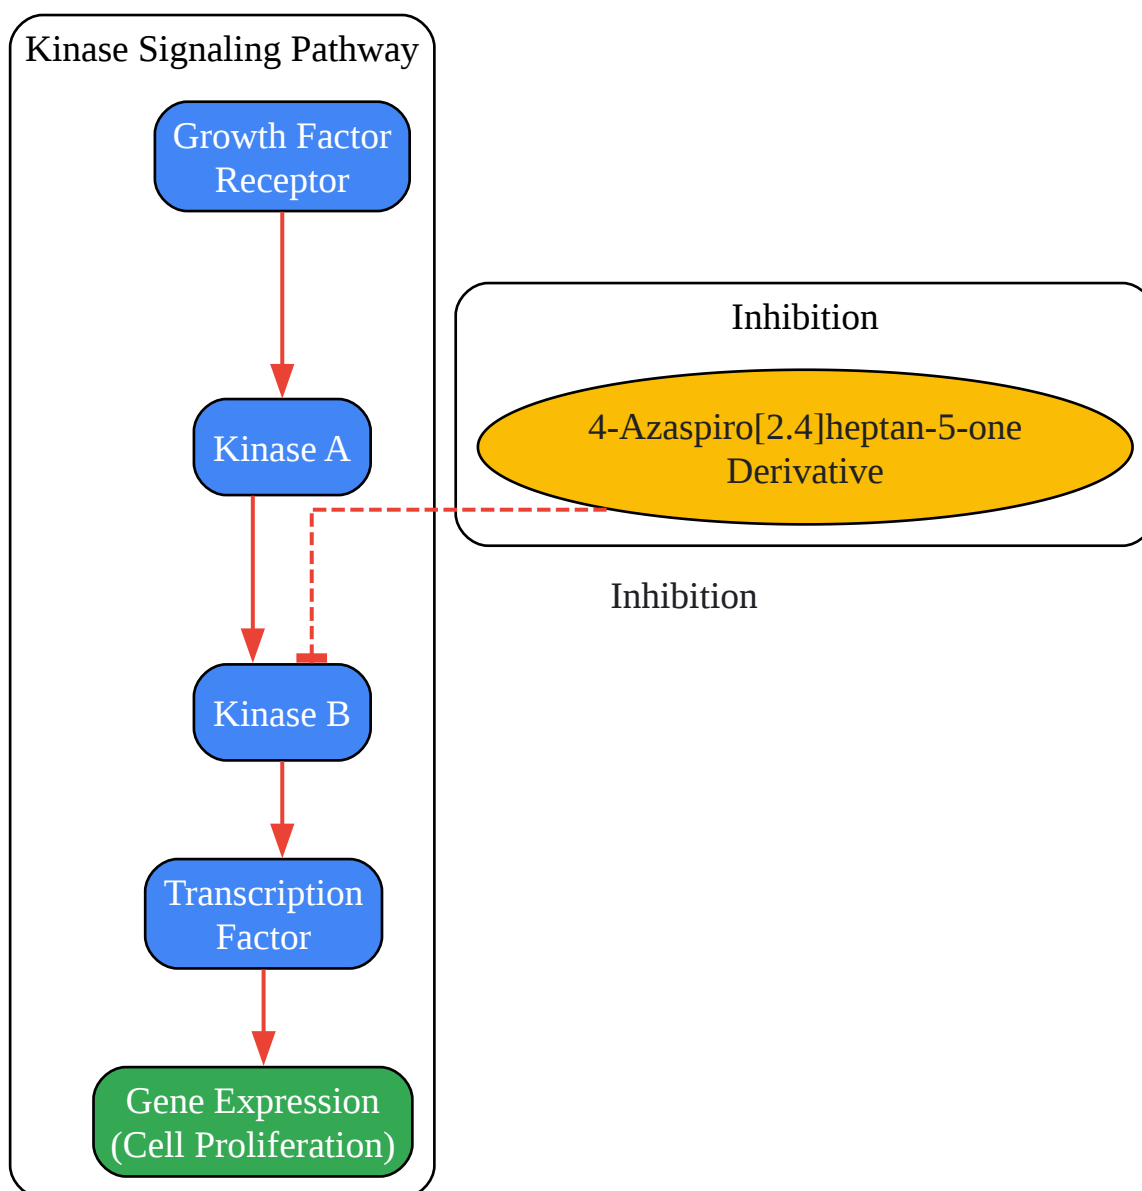 Kinase Signaling Pathway
Growth Factor
Receptor
Inhibition
4-Azaspiro[2.4]heptan-5-one
Derivative
Kinase A
Inhibition
Kinase B
Transcription
Factor
Gene Expression
(Cell Proliferation)